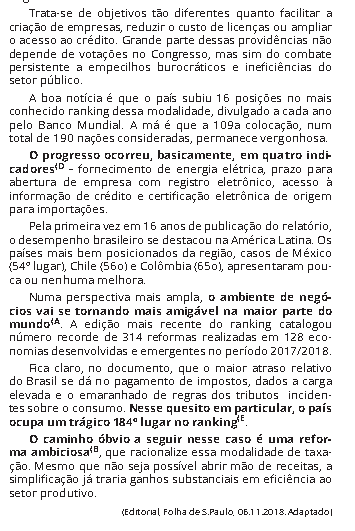 Trata-se de objetivos tão diferentes quanto facilitar a
criação de empresas, reduzir o custo de licenças ou ampliar
o acesso ao crédito. Grande parte dessas providências não
depende de votações no Congresso, mas sim do combate
persistente a empecilhos burocráticos e ineficiências do
setor público.
A boa notícia é que o país subiu 16 posições no mais
conhecido ranking dessa modalidade, divulgado a cada ano
pelo Banco Mundial. A má é que a 109a colocação, num
total de 190 nações consideradas, permanece vergonhosa.
O progresso ocorreu, basicamente, em quatro indi-
cadores(D – fornecimento de energia elétrica, prazo para
abertura de empresa com registro eletrônico, acesso à
informação de crédito e certificação eletrônica de origem
para importações.
Pela primeira vez em 16 anos de publicação do relatório,
o desempenho brasileiro se destacou na América Latina. Os
países mais bem posicionados da região, casos de México
(54º lugar), Chile (56o) e Colômbia (65o), apresentaram pou-
ca ou nenhuma melhora.
Numa perspectiva mais ampla, o ambiente de negó-
cios vai se tornando mais amigável na maior parte do
mundo(A. A edição mais recente do ranking catalogou
número recorde de 314 reformas realizadas em 128 eco-
nomias desenvolvidas e emergentes no período 2017/2018.
Fica claro, no documento, que o maior atraso relativo
do Brasil se dá no pagamento de impostos, dados a carga
elevada e o emaranhado de regras dos tributos inciden-
tes sobre o consumo. Nesse quesito em particular, o país
ocupa um trágico 184º lugar no ranking(E.
O caminho óbvio a seguir nesse caso é uma refor-
ma ambiciosa(B, que racionalize essa modalidade de taxa-
ção. Mesmo que não seja possível abrir mão de receitas, a
simplificação já traria ganhos substanciais em eficiência ao
setor produtivo.
(Editorial, Folha de S.Paulo, 06.11.2018. Adaptado)